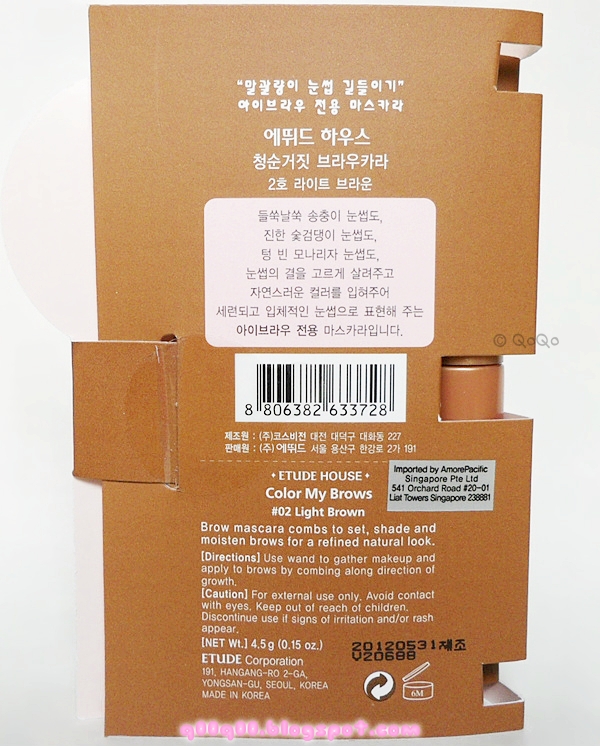 "말괄량이 눈썹 길들이기"
아이브라우 전용 마스카라
에뛰드 하우스
청순거짓 브라우카라
2호 라이트 브라운
들쑥날쑥 송충이 눈썹도,
진한 숯검댕이 눈썹도,
텅 빈 모나리자 눈썹도,
눈썹의 결을 고르게 살려주고
자연스러운 컬러를 입혀주어
세련되고 입체적인 눈썹으로 표현해 주는
아이브라우 전용 마스카라입니다.
© QoQo
8 806382 633728
제조원 : (주)코스비전 대전 대덕구 대화동 227
판매원 : (주)에뛰드 서울 용산구 한강로 2가 191
Imported by AmorePacific
Singapore Pte Ltd
541 Orchard Road #20-01
Liat Towers Singapore 238881
ETUDE HOUSE
Color My Brows
#02 Light Brown
Brow mascara combs to set, shade and
moisten brows for a refined natural look.
[Directions] Use wand to gather makeup and
apply to brows by combing along direction of
growth.
[Caution] For external use only. Avoid contact
with eyes. Keep out of reach of children.
Discontinue use if signs of irritation and/or rash
appear.
[NET Wt.] 4.5g (0.15 oz.)
20120531제조
V20688
ETUDE Corporation
191, HANGANG-RO 2-GA,
YONGSAN-GU, SEOUL, KOREA
MADE IN KOREA
6M